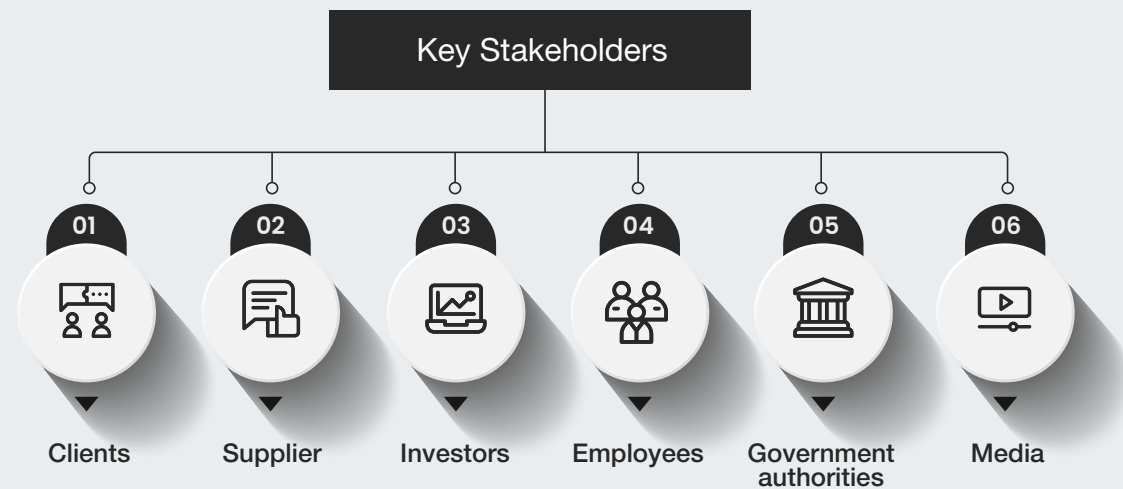 Key Stakeholders
01
02
03
04
05
06
Clients
Supplier
Investors
Employees
Government
authorities
Media